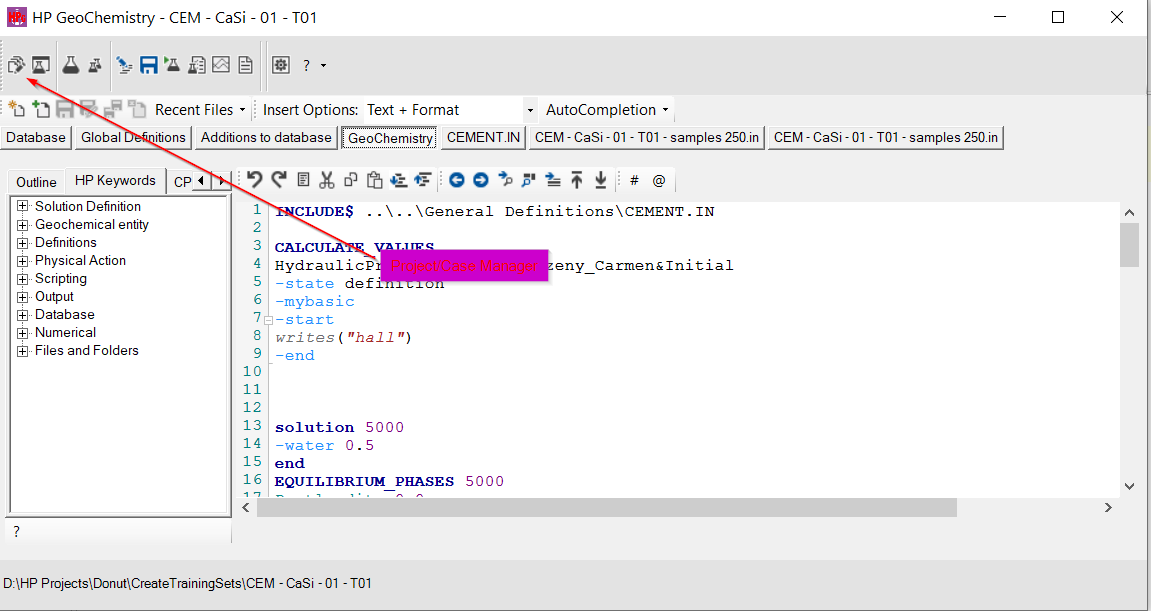 HP GeoChemistry - CEM - CaSi - 01 - T01
?
Recent Files
Insert Options: Text + Format
AutoCompletion
Database
Global Definitions
Additions to database
GeoChemistry
CEMENT.IN
CEM - CaSi - 01 - T01 - samples 250.in
CEM - CaSi - 01 - T01 - samples 250.in
Outline
HP Keywords
CP
# @
Solution Definition
Geochemical entity
Definitions
Physical Action
Scripting
Output
Database
Numerical
Files and Folders
?
1 INCLUDE$ ..\..\General Definitions\CEMENT.IN
2
3 CALCULATE_VALUES
4 HydraulicPr zeny_Carmen&Initial
Project/Case Manager
5 -state definition
6 -mybasic
7 -start
8 writes("hall")
9 -end
10
11
12
13 solution 5000
14 -water 0.5
15 end
16 EQUILIBRIUM_PHASES 5000
17
D:\HP Projects\Donut\CreateTrainingSets\CEM - CaSi - 01 - T01